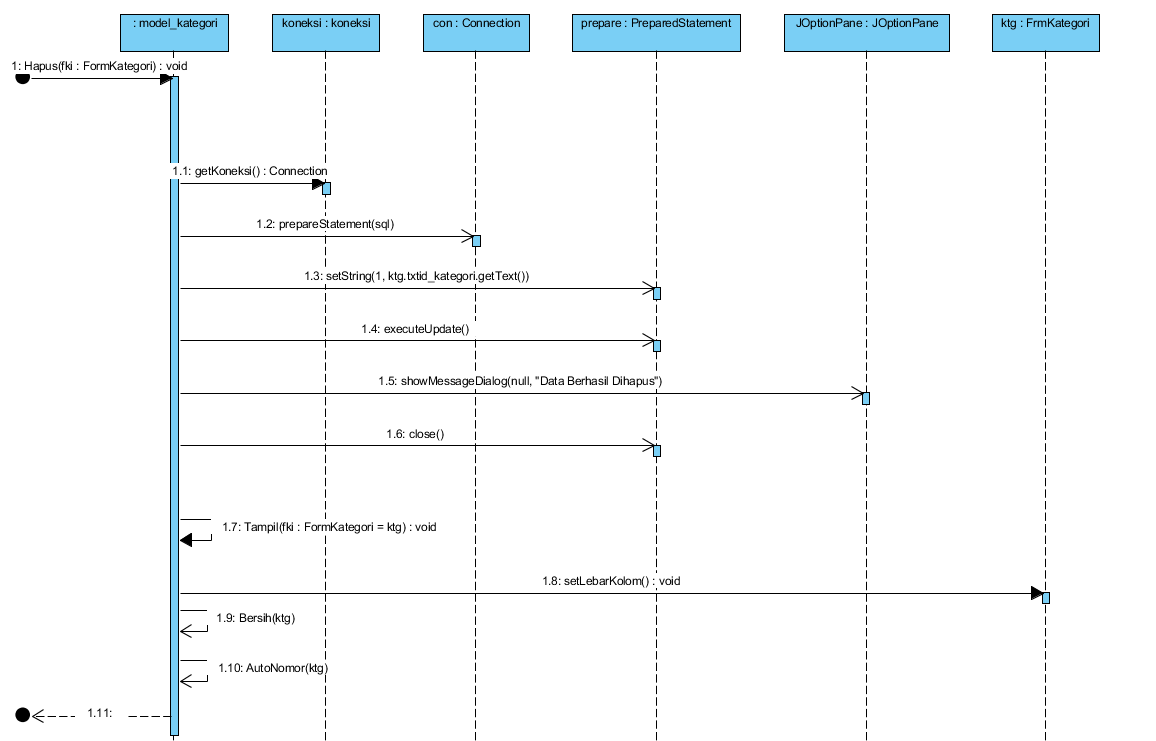 : model_kategori
koneksi : koneksi
con : Connection
prepare : PreparedStatement
JOptionPane : JOptionPane
ktg : FrmKategori
1: Hapus(fki : FormKategori) : void
1.1: getKoneksi() : Connection
1.2: prepareStatement(sql)
1.3: setString(1, ktg.txtid_kategori.getText())
1.4: executeUpdate()
1.5: showMessageDialog(null, "Data Berhasil Dihapus")
1.6: close()
1.7: Tampil(fki : FormKategori = ktg) : void
1.8: setLebarKolom() : void
1.9: Bersih(ktg)
1.10: AutoNomor(ktg)
1.11: